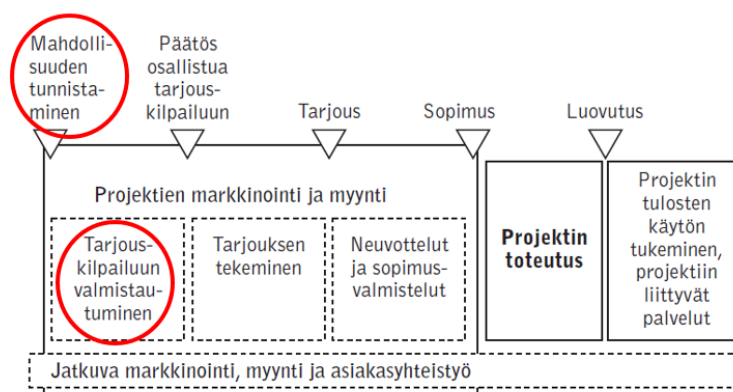 Mahdolli-
suuden
tunnista-
minen
Päätös
osallistua
tarjous-
kilpailuun
Tarjous
Sopimus
Luovutus
Projektien markkinointi ja myynti
Tarjous-
kilpailuun
valmistau-
tuminen
Tarjouksen
tekeminen
Neuvottelut
ja sopimus-
valmistelut
Projektin
toteutus
Projektin
tulosten
käytön
tukeminen,
projektiin
liittyvät
palvelut
Jatkuva markkinointi, myynti ja asiakasyhteistyö